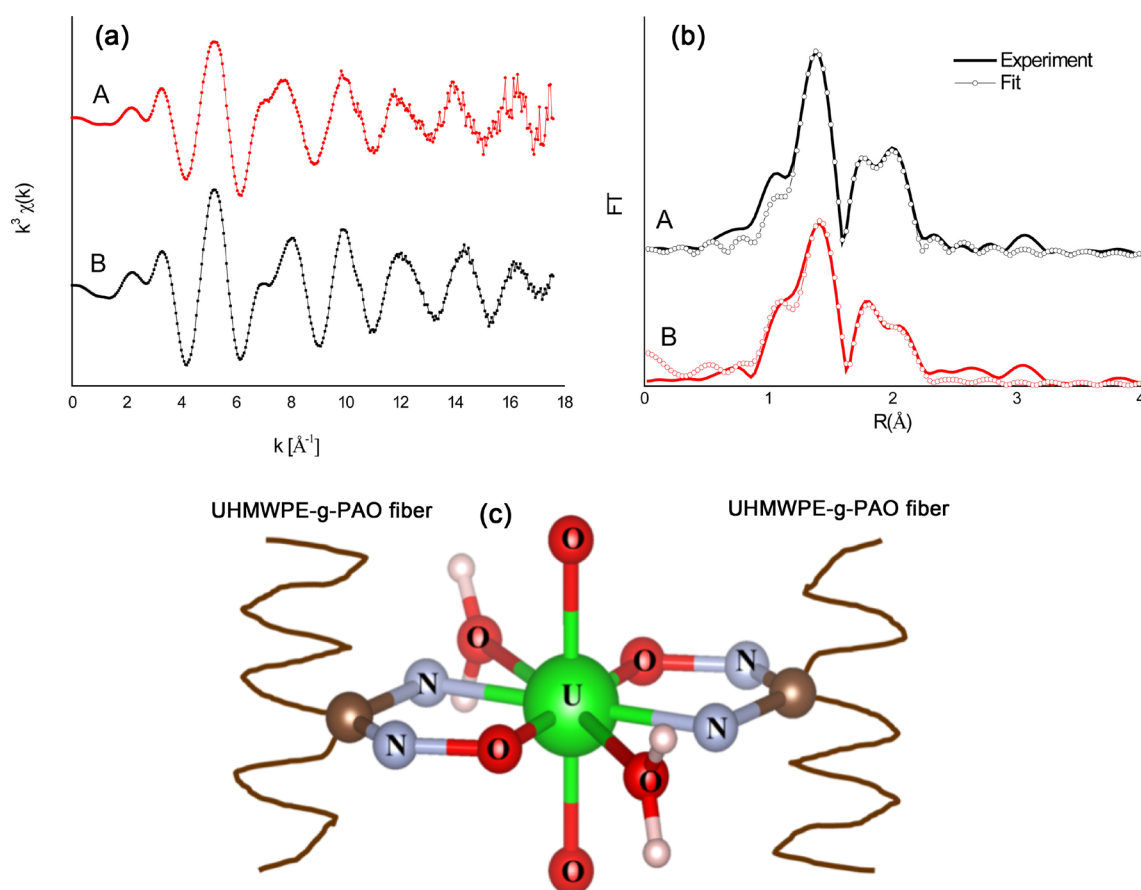 (a)
A
B
k³ χ(k)
0 2 4 6 8 10 12 14 16 18
k [Å⁻¹]
(b)
Experiment
Fit
A
B
FT
0 1 2 3 4
R(Å)
UHMWPE-g-PAO fiber
(c)
UHMWPE-g-PAO fiber
O
O
O
N
N
U
N
N
O
O
O